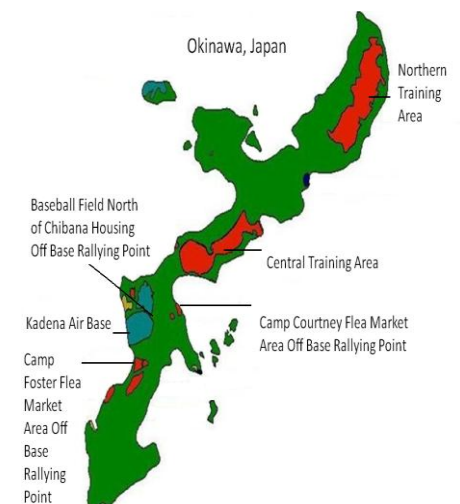 Okinawa, Japan
Northern
Training
Area
Baseball Field North
of Chibana Housing
Off Base Rallying Point
Central Training Area
Kadena Air Base
Camp Courtney Flea Market
Area Off Base Rallying Point
Camp
Foster Flea
Market
Area Off
Base
Rallying
Point